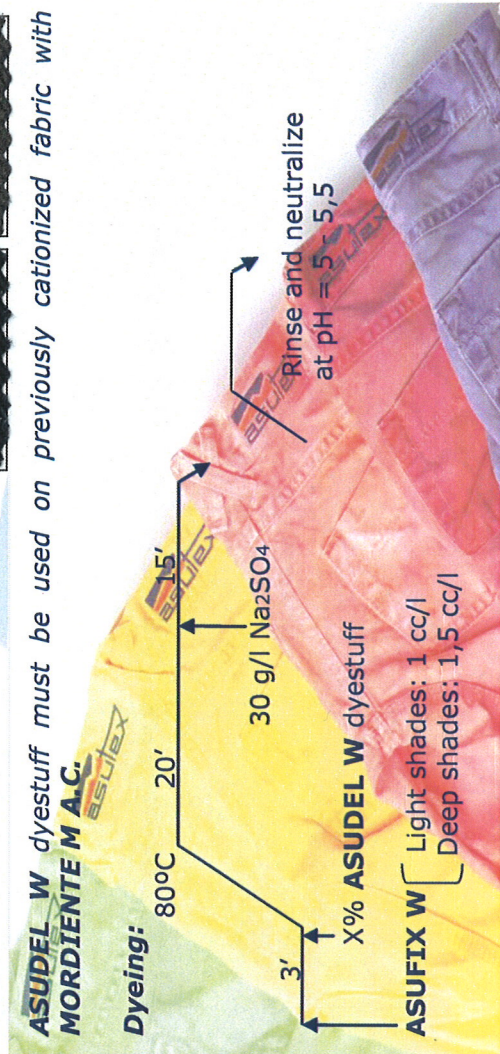 ASUDEL W dyestuff must be used on previously cationized fabric with
MORDIENTE M A.C.
Dyeing:
80ºC
20’
15’
3’
30 g/l Na2SO4
X% ASUDEL W dyestuff
ASUFIX W
Light shades: 1 cc/l
Deep shades: 1,5 cc/l
Rinse and neutralize
at pH = 5 - 5,5
asutex
asutex
asutex
asutex
asutex